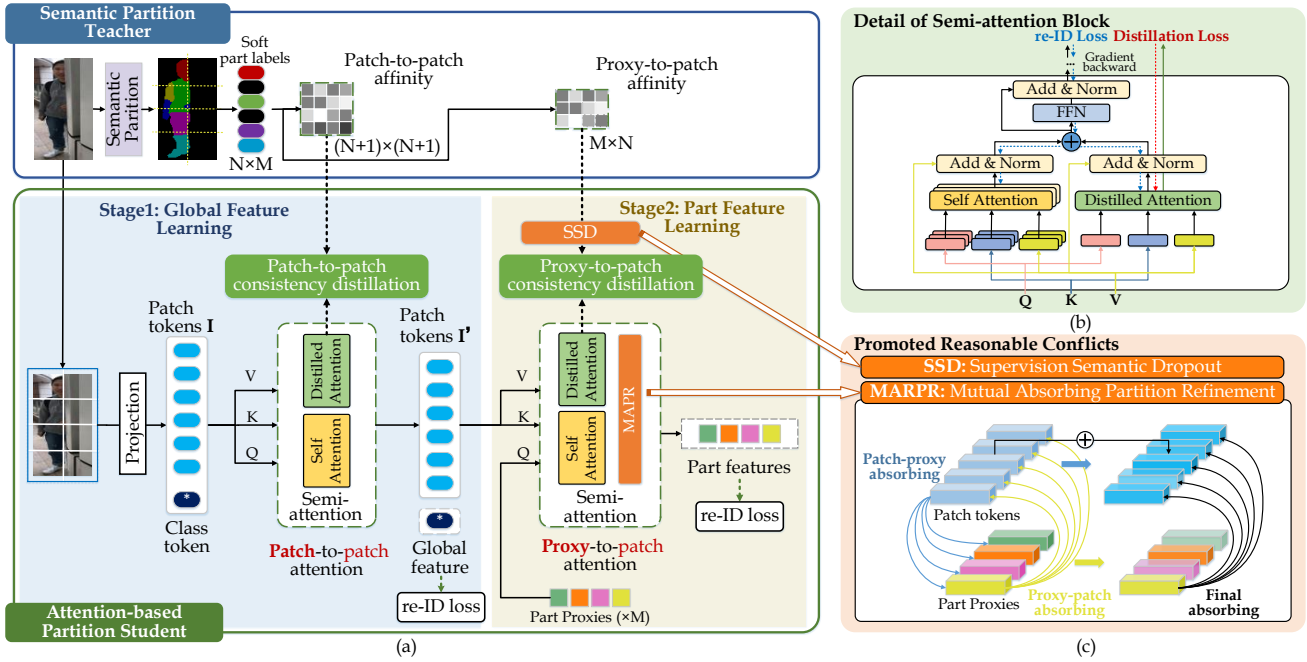 Semantic Partition
Teacher
Semantic
Partition
Soft
part labels
N×M
Patch-to-patch
affinity
(N+1)×(N+1)
Proxy-to-patch
affinity
M×N
Stage1: Global Feature
Learning
Stage2: Part Feature
Learning
SSD
Patch-to-patch
consistency distillation
Proxy-to-patch
consistency distillation
Patch
tokens I
Projection
*
Class
token
V
K
Q
Distilled
Attention
Self
Attention
Semi-
attention
Patch-to-patch
attention
Patch
tokens I'
*
Global
feature
re-ID loss
V
K
Q
Distilled
Attention
Self
Attention
MAPR
Semi-
attention
Proxy-to-patch
attention
Part features
re-ID loss
Part Proxies (×M)
Attention-based
Partition Student
(a)
Detail of Semi-attention Block
re-ID Loss Distillation Loss
...
Gradient
backward
Add & Norm
FFN
Add & Norm
Add & Norm
Self Attention
Distilled Attention
Q
K
V
(b)
Promoted Reasonable Conflicts
SSD: Supervision Semantic Dropout
MARPR: Mutual Absorbing Partition Refinement
Patch-proxy
absorbing
Patch tokens
Part Proxies
Proxy-patch
absorbing
Final
absorbing
(c)